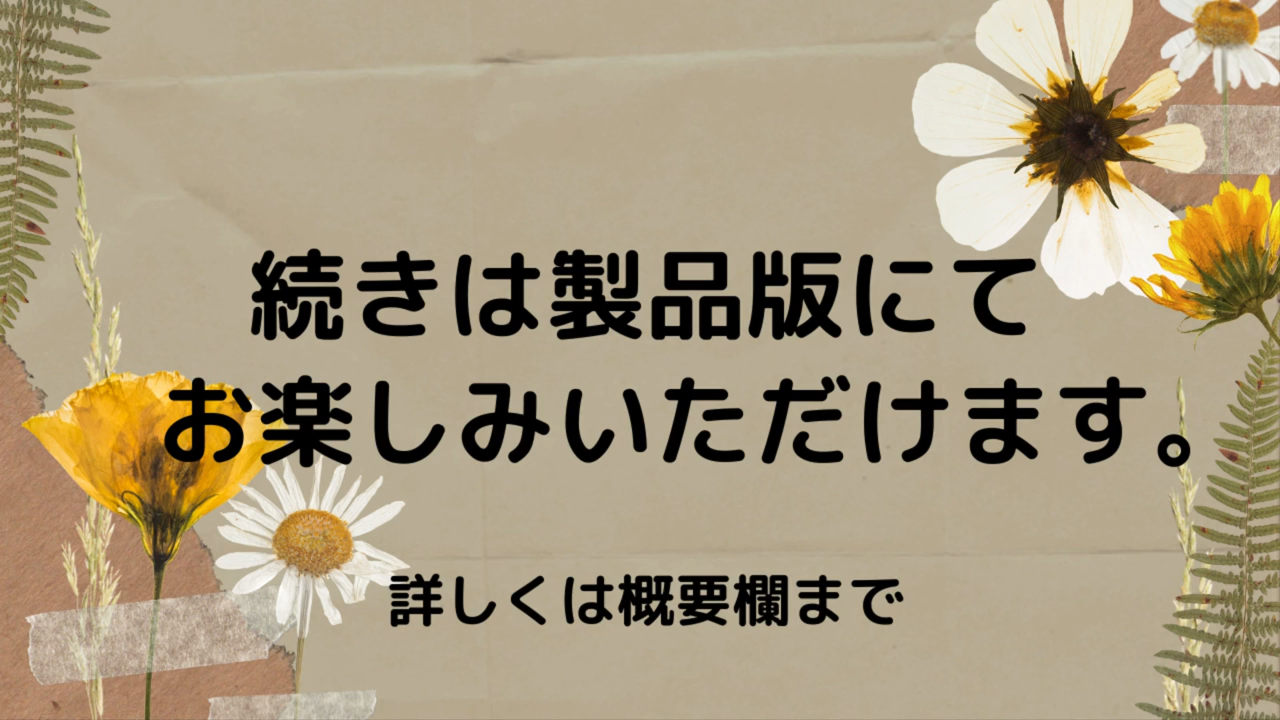 続きは製品版にて
お楽しみいただけます。
詳しくは概要欄まで